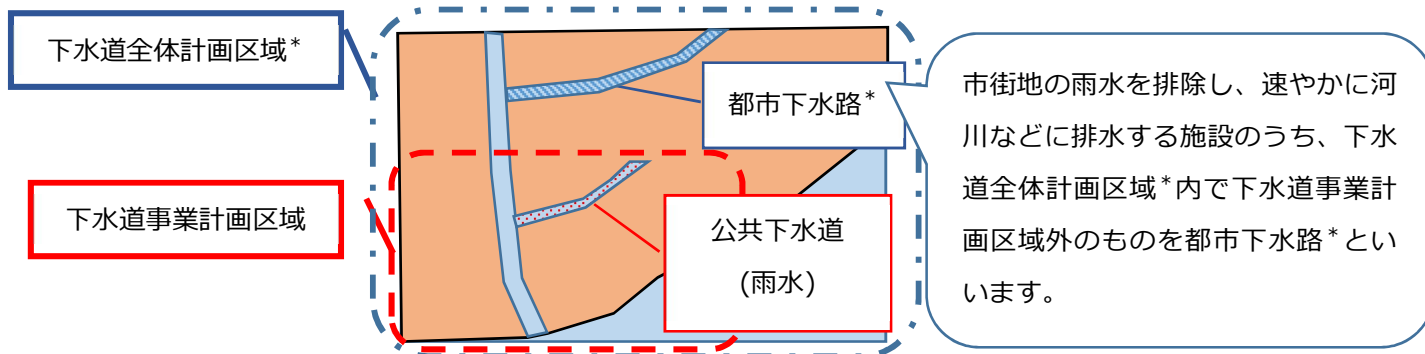 下水道全体計画区域*
都市下水路*
下水道事業計画区域
公共下水道
(雨水)
市街地の雨水を排除し、速やかに河
川などに排水する施設のうち、下水
道全体計画区域*内で下水道事業計
画区域外のものを都市下水路*とい
います。